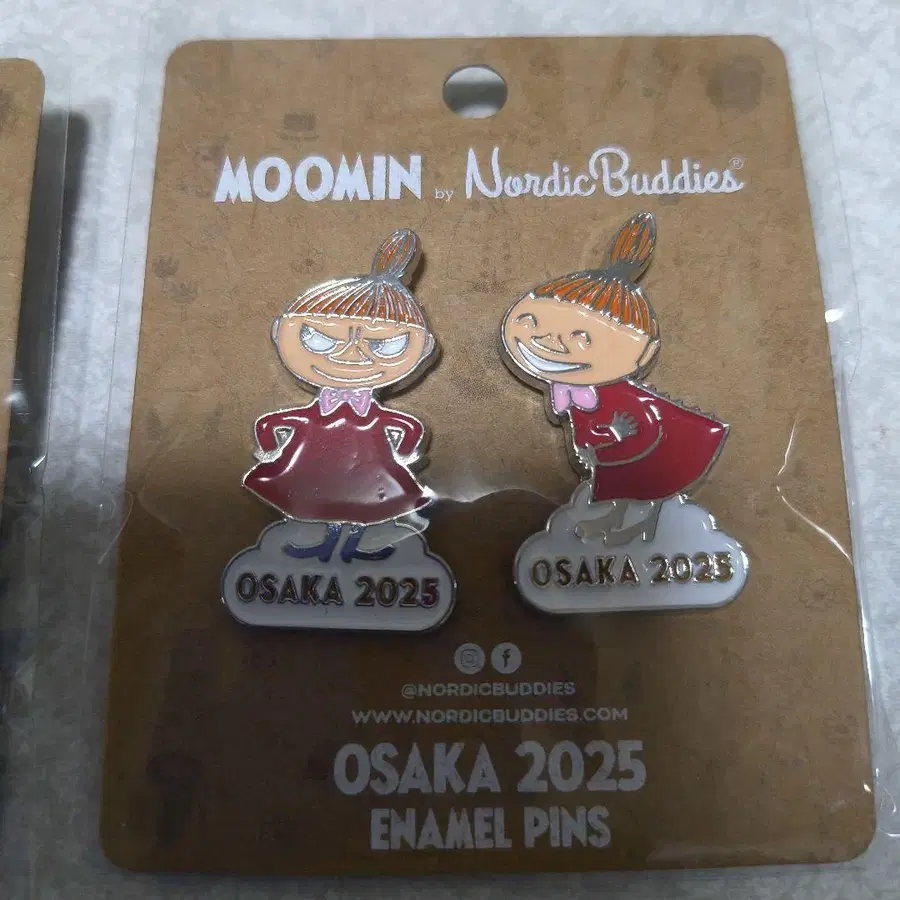 MOOMIN by NordicBuddies®
OSAKA 2025
OSAKA 2025
@NORDICBUDDIES
WWW.NORDICBUDDIES.COM
OSAKA 2025
ENAMEL PINS